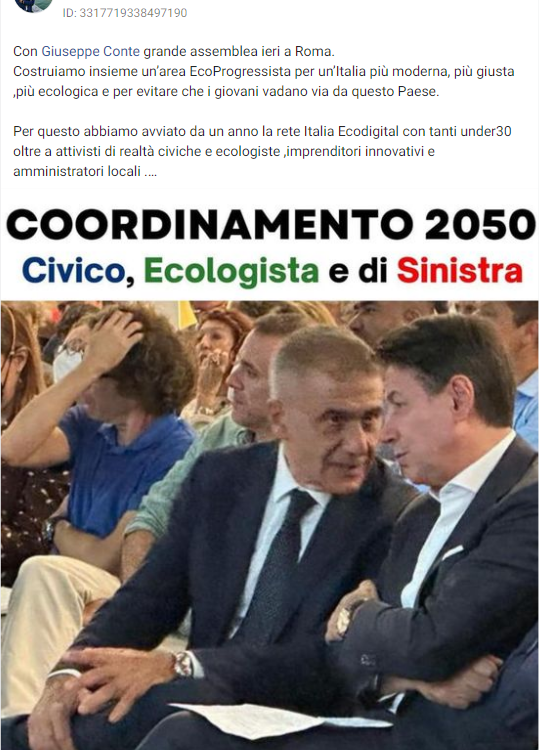 ID: 3317719338497190
Con Giuseppe Conte grande assemblea ieri a Roma.
Costruiamo insieme un'area EcoProgressista per un'Italia più moderna, più giusta
,più ecologica e per evitare che i giovani vadano via da questo Paese.
Per questo abbiamo avviato da un anno la rete Italia Ecodigital con tanti under30
oltre a attivisti di realtà civiche e ecologiste ,imprenditori innovativi e
amministratori locali ....
COORDINAMENTO 2050
Civico, Ecologista e di Sinistra